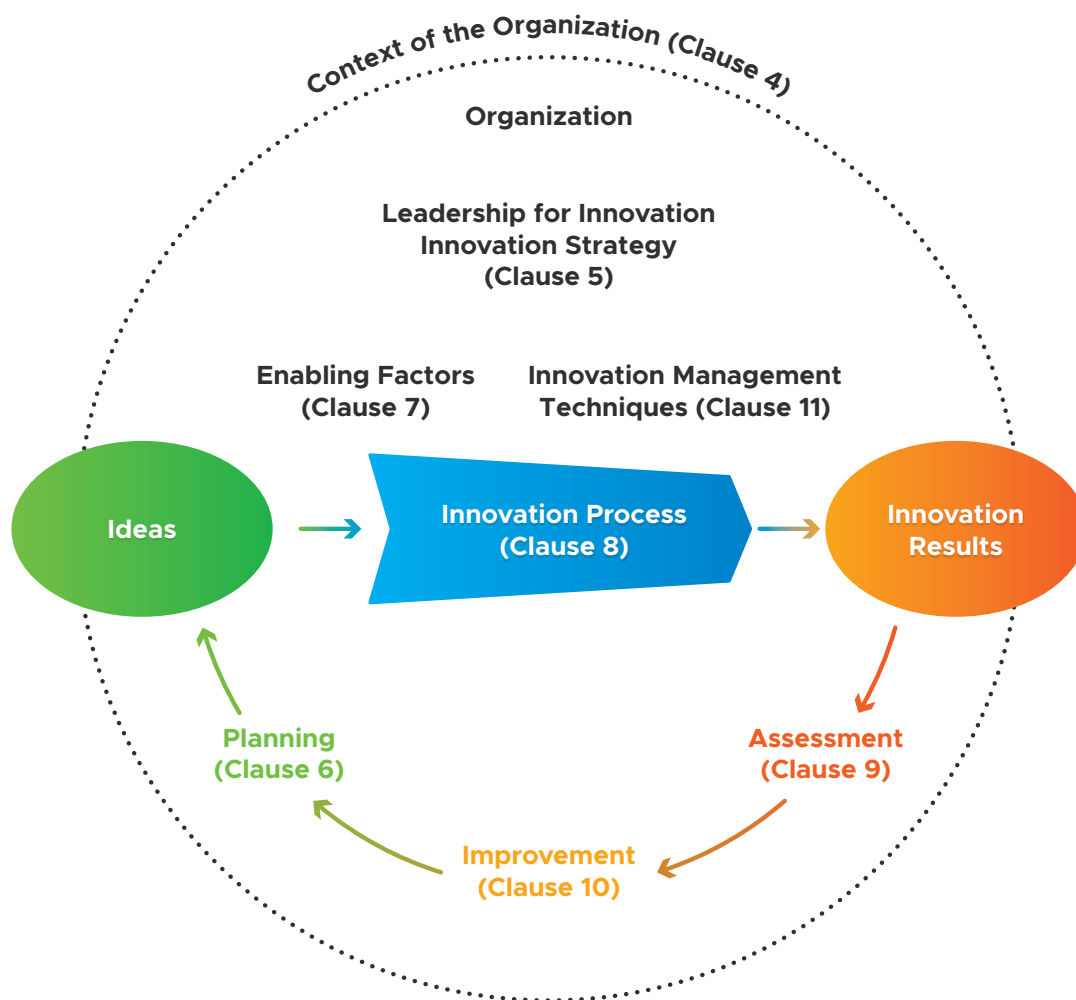 Context of the Organization (Clause 4)
Organization
Leadership for Innovation
Innovation Strategy
(Clause 5)
Enabling Factors
(Clause 7)
Innovation Management
Techniques (Clause 11)
Ideas
Innovation Process
(Clause 8)
Innovation
Results
Planning
(Clause 6)
Assessment
(Clause 9)
Improvement
(Clause 10)